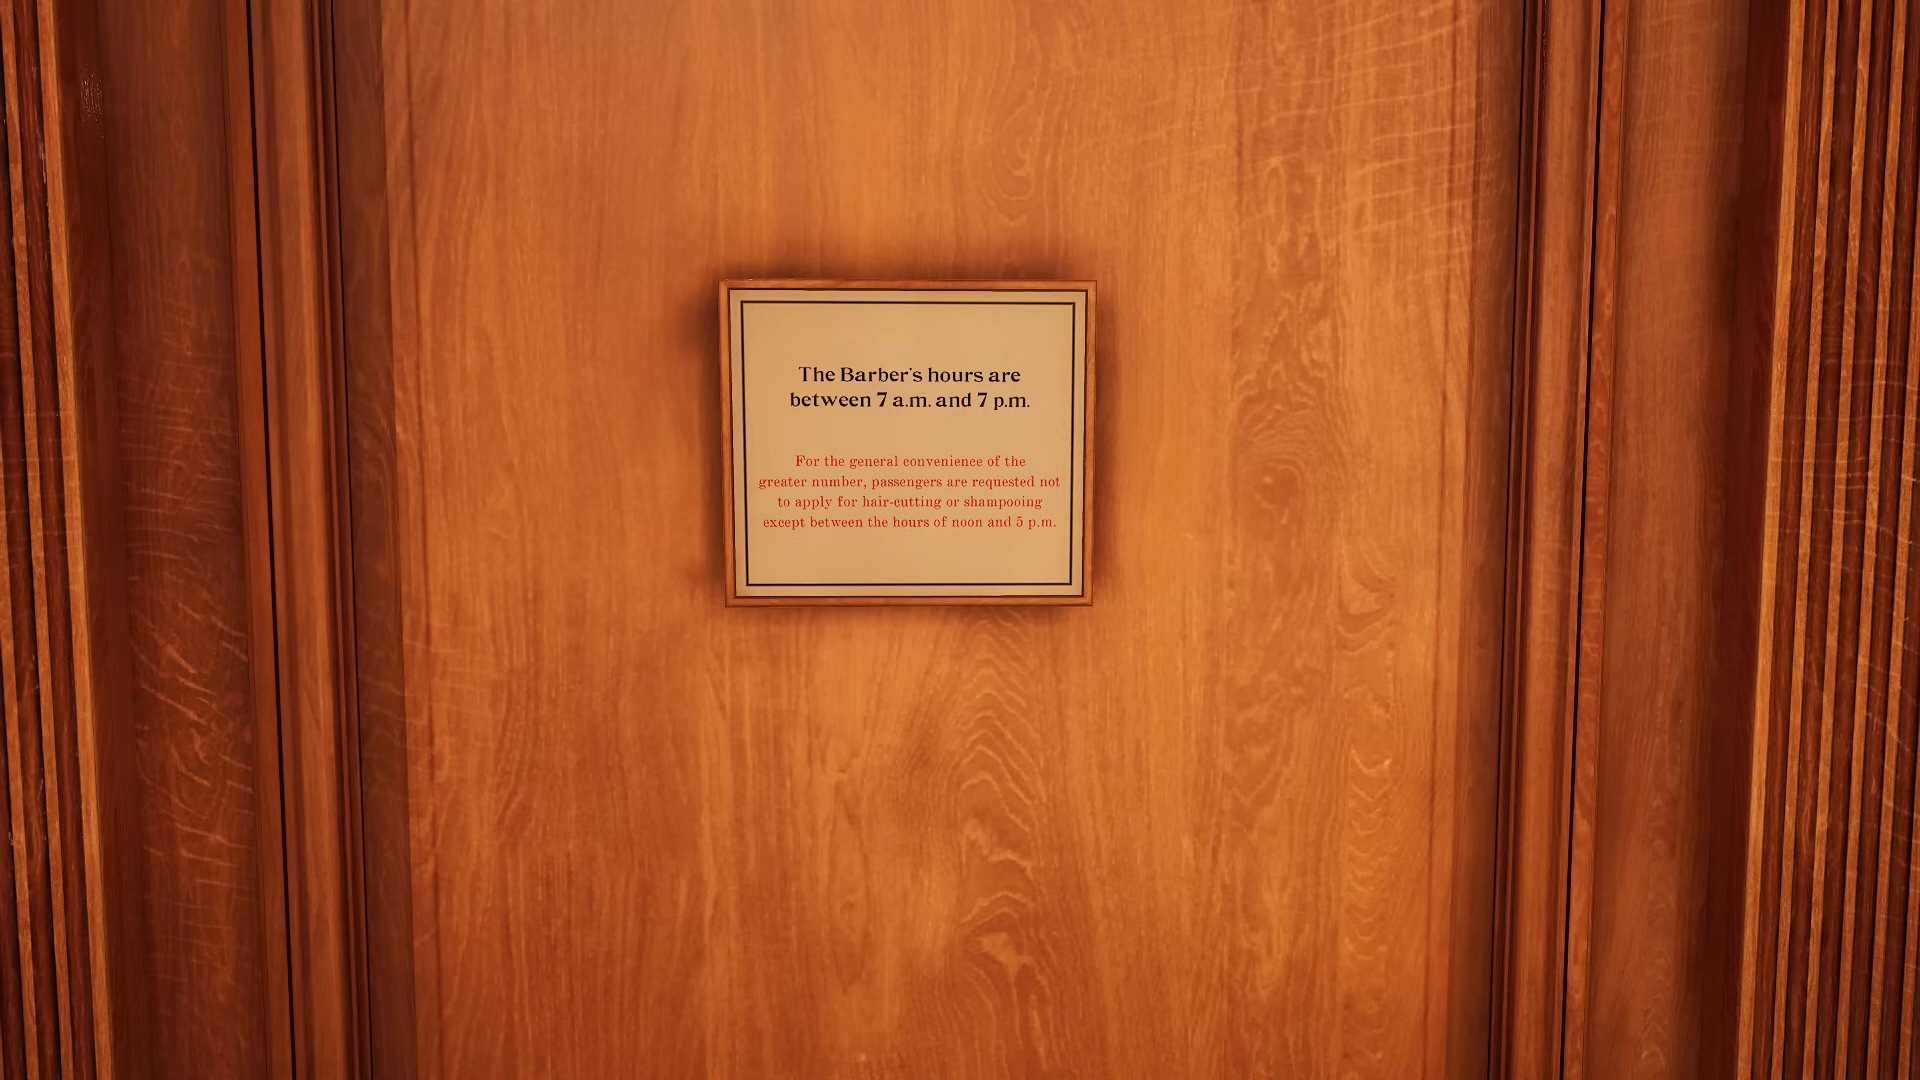 The Barber's hours are
between 7 a.m. and 7 p.m.
For the general convenience of the
greater number, passengers are requested not
to apply for hair-cutting or shampooing
except between the hours of noon and 5 p.m.